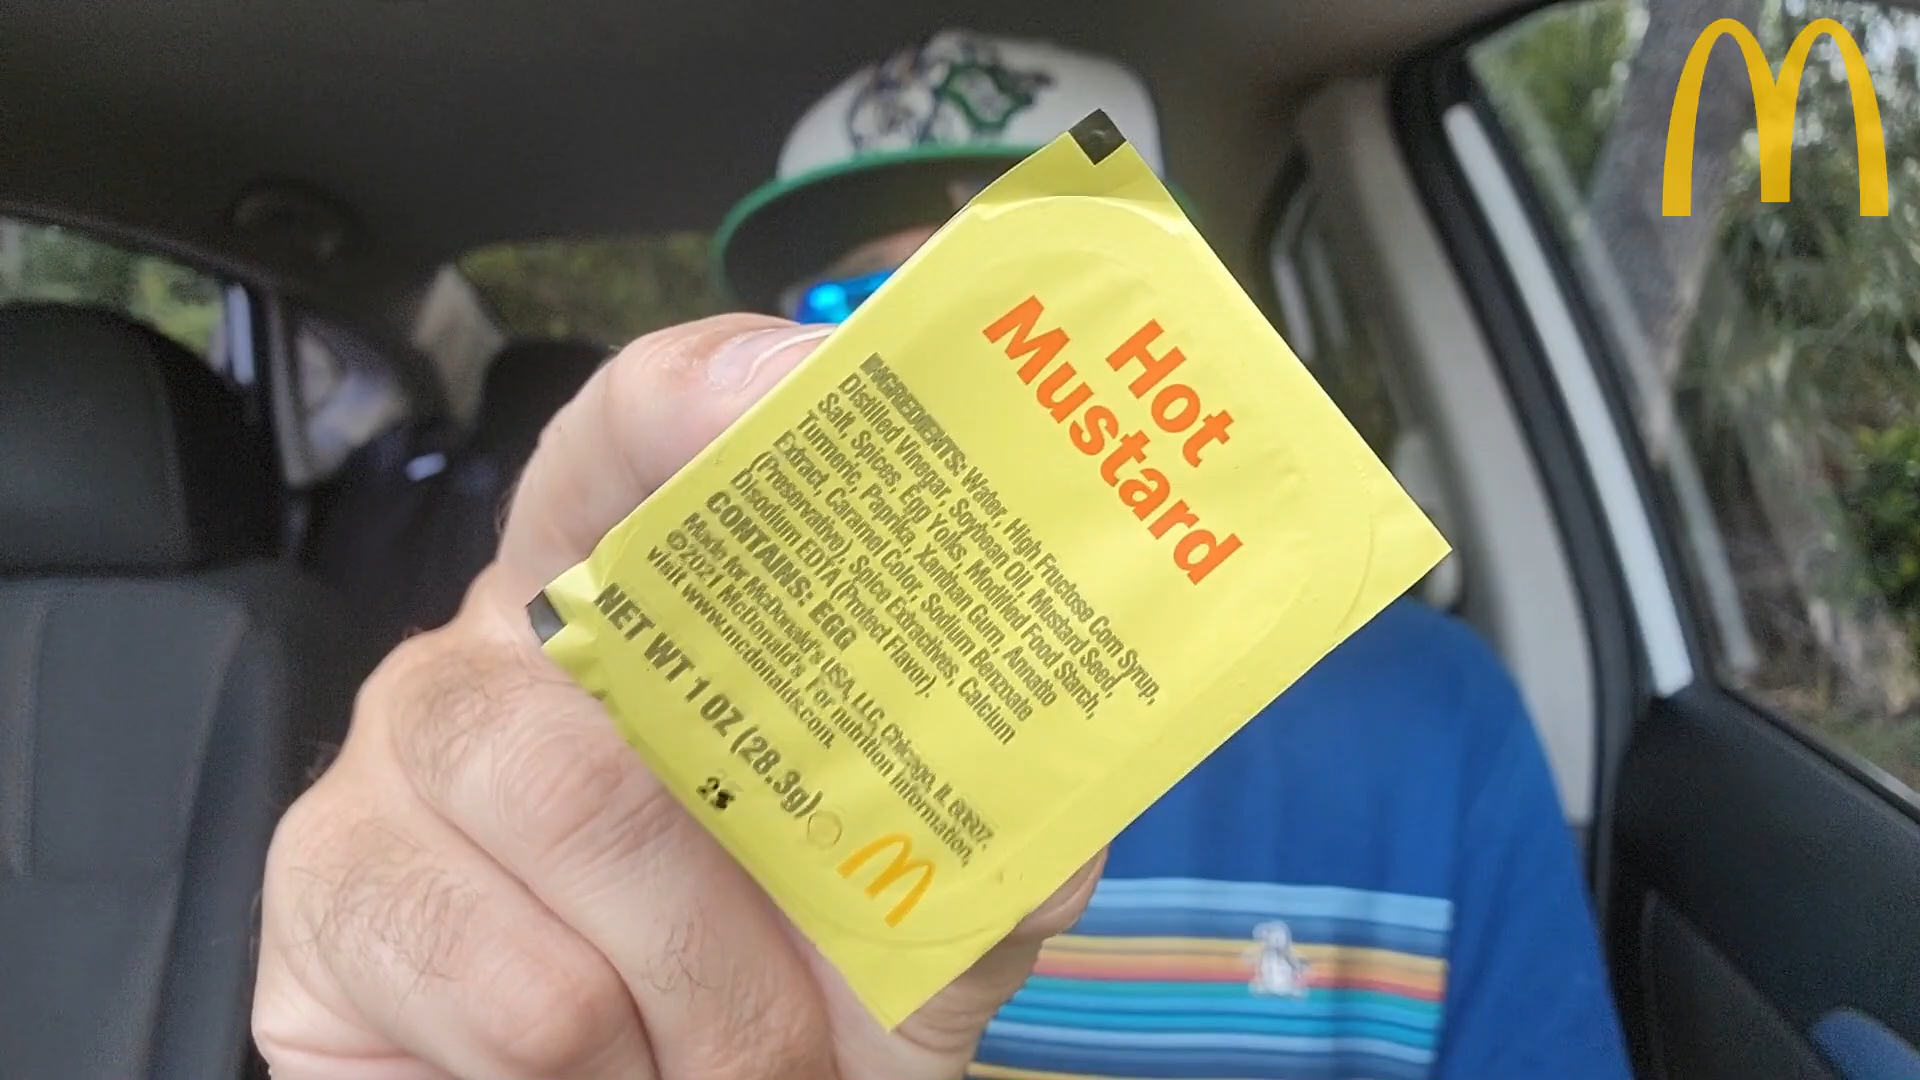 Hot
Mustard
INGREDIENTS: Water, High Fructose Corn Syrup,
Distilled Vinegar, Soybean Oil, Mustard Seed,
Salt, Spices, Egg Yolks, Modified Food Starch,
Turmeric, Paprika, Xanthan Gum, Annatto
Extract, Caramel Color, Sodium Benzoate
(Preservative), Spice Extractives, Calcium
Disodium EDTA (Protect Flavor).
CONTAINS: EGG
Made for McDonald's USA, LLC, Chicago, IL 60607.
©2021 McDonald's. For nutrition information,
visit www.mcdonalds.com.
NET WT 1 OZ (28.3g)